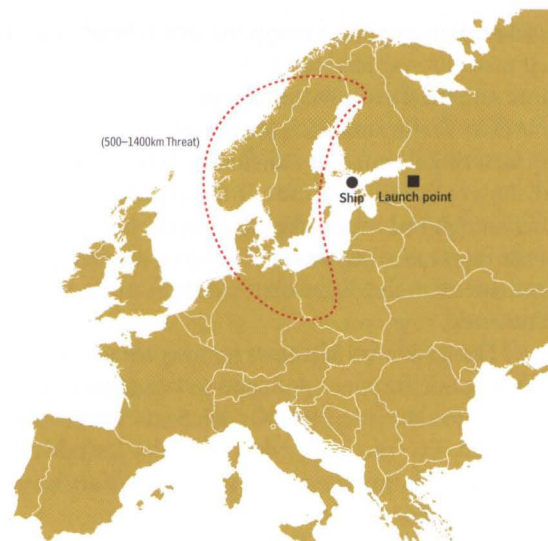 (500–1400km Threat)
Ship
Launch point